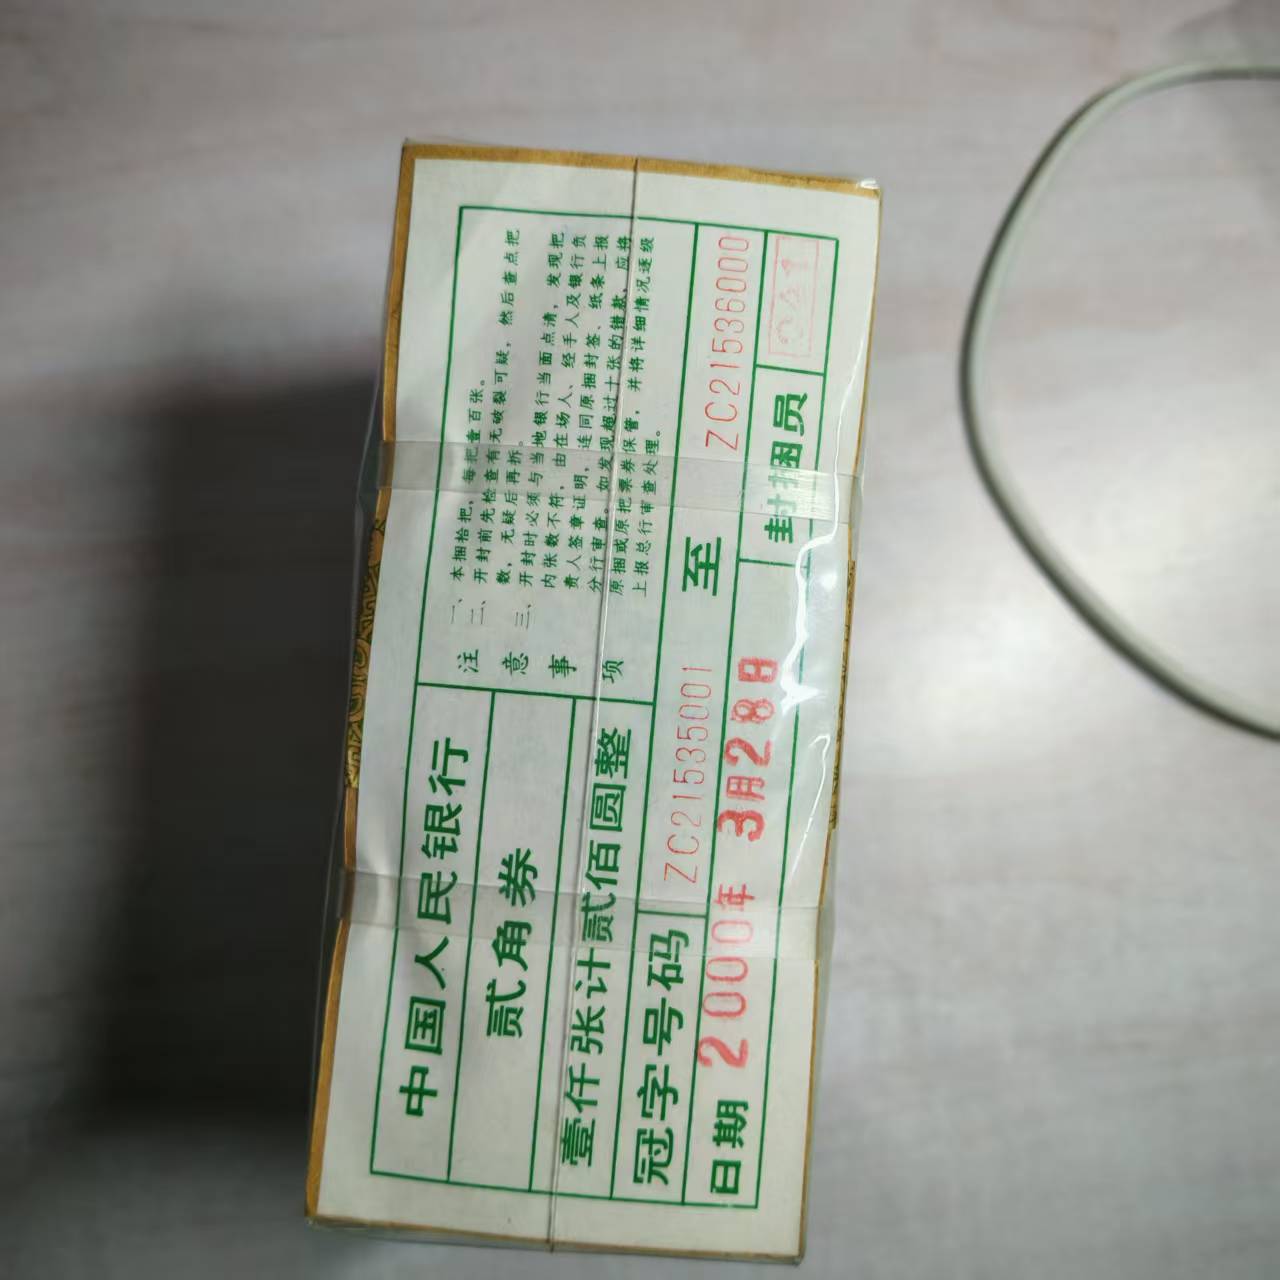 中国人民银行
贰角券
壹仟张计贰佰圆整
注意事项
一、本捆拾把，每把查百张。
二、开封前先检查有无破裂可疑，然后查点把
数，无疑后再拆。
三、开封时必须与当地银行当面点清，发现把
内张数不符，由在场人、经手人及银行负
责人签章证明，连同原捆封签、纸条上报
分行审查。如发现超过十张的错款，应将
原捆或原把票券保管，并将详细情况逐级
上报总行审查处理。
冠字号码 ZC21535001 至 ZC21536000
日期 2000年 3月28日 封捆员